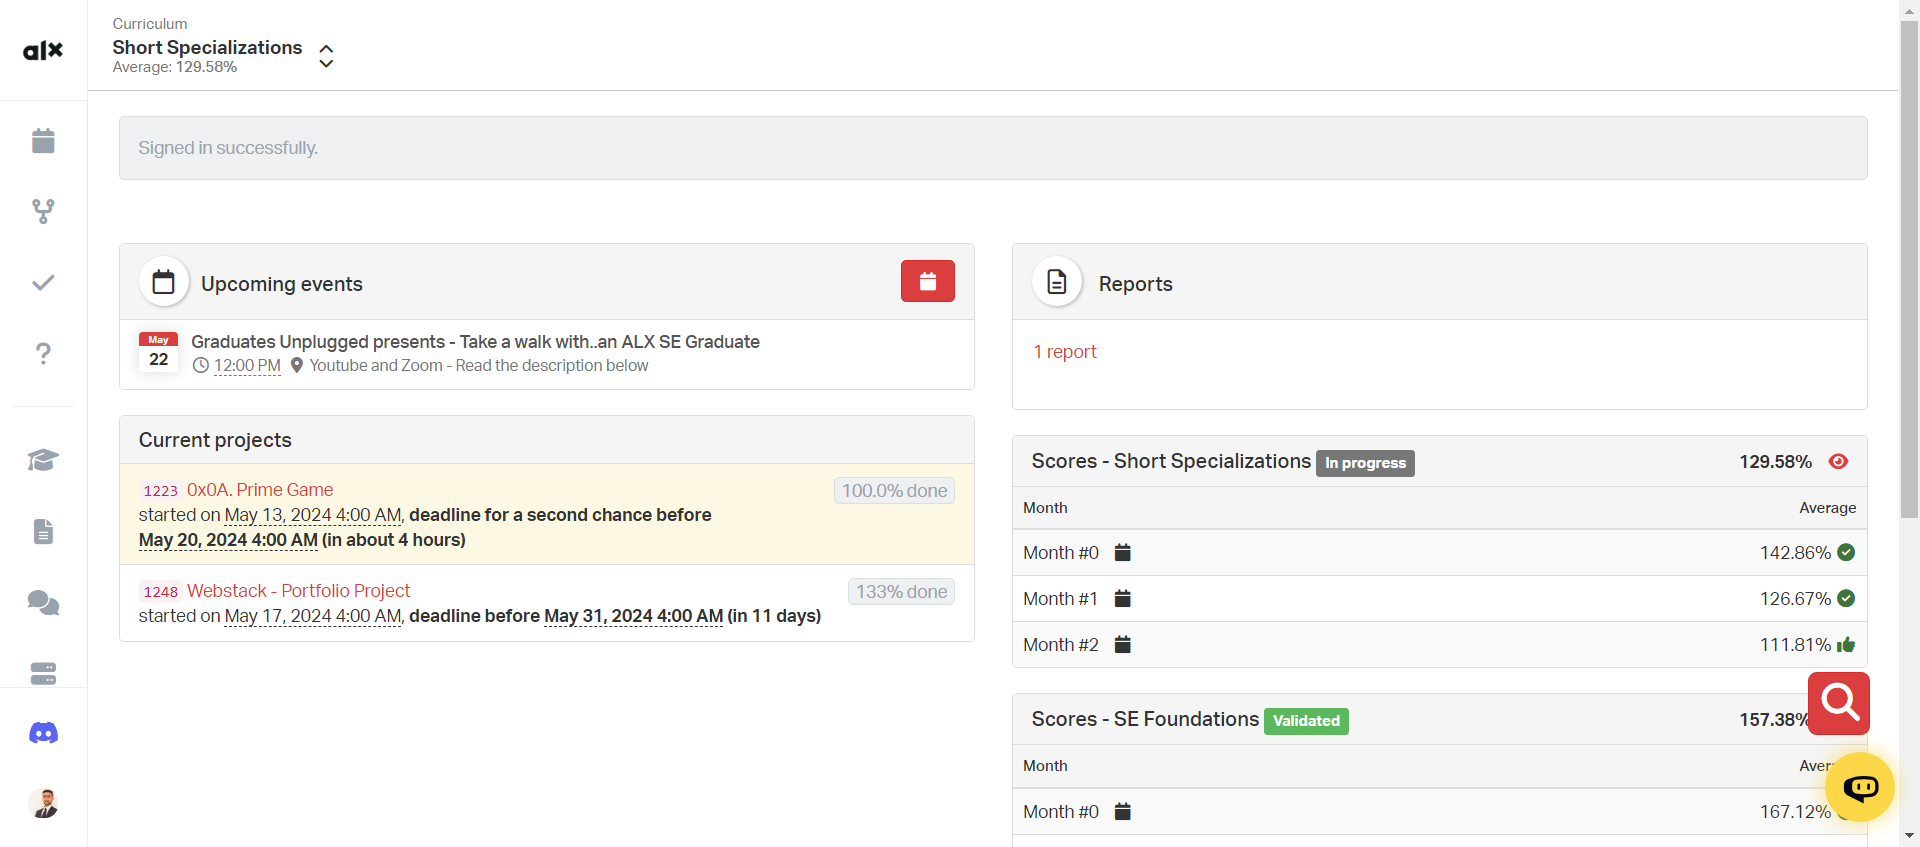 alx
Curriculum
Short Specializations
Average: 129.58%
Signed in successfully.
Upcoming events
May
22
Graduates Unplugged presents - Take a walk with..an ALX SE Graduate
12:00 PM Youtube and Zoom - Read the description below
Current projects
1223 0x0A. Prime Game
100.0% done
started on May 13, 2024 4:00 AM, deadline for a second chance before
May 20, 2024 4:00 AM (in about 4 hours)
1248 Webstack - Portfolio Project
133% done
started on May 17, 2024 4:00 AM, deadline before May 31, 2024 4:00 AM (in 11 days)
Reports
1 report
Scores - Short Specializations In progress 129.58%
Month Average
Month #0 142.86%
Month #1 126.67%
Month #2 111.81%
Scores - SE Foundations Validated 157.38%
Month
Month #0 167.12%